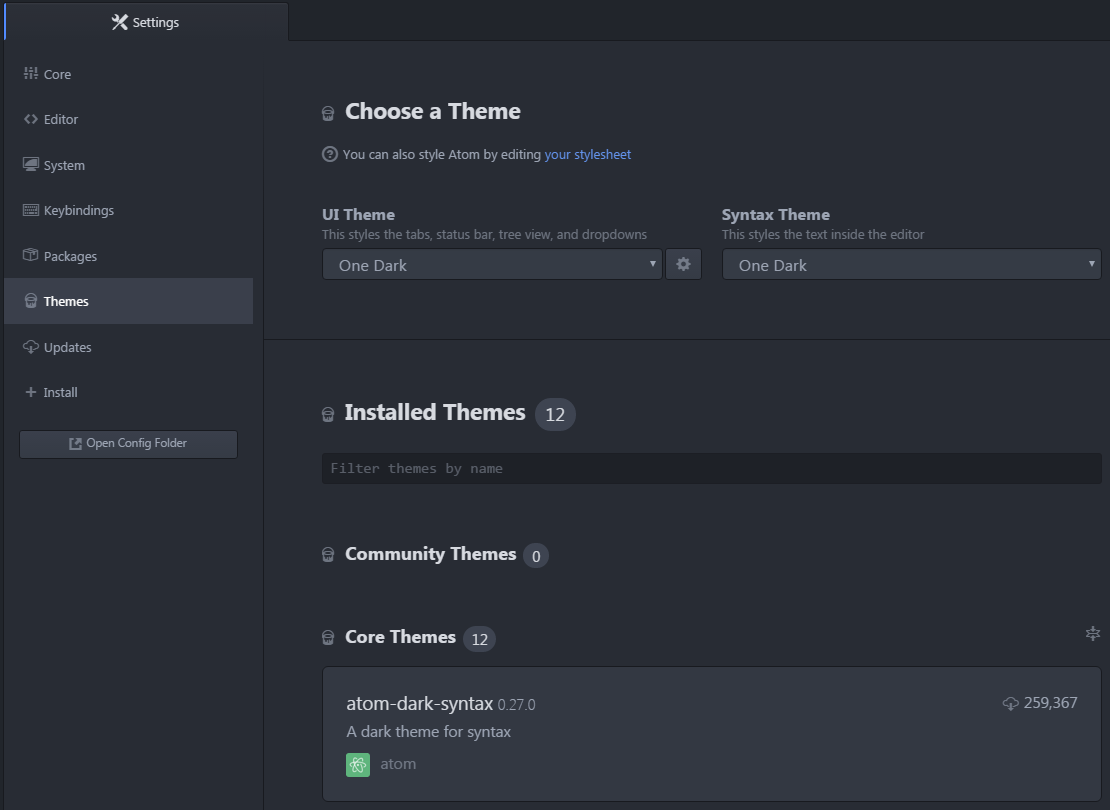 Settings
Core
Editor
System
Keybindings
Packages
Themes
Updates
Install
Open Config Folder
Choose a Theme
You can also style Atom by editing your stylesheet
UI Theme
This styles the tabs, status bar, tree view, and dropdowns
One Dark
Syntax Theme
This styles the text inside the editor
One Dark
Installed Themes 12
Filter themes by name
Community Themes 0
Core Themes 12
atom-dark-syntax 0.27.0
259,367
A dark theme for syntax
atom